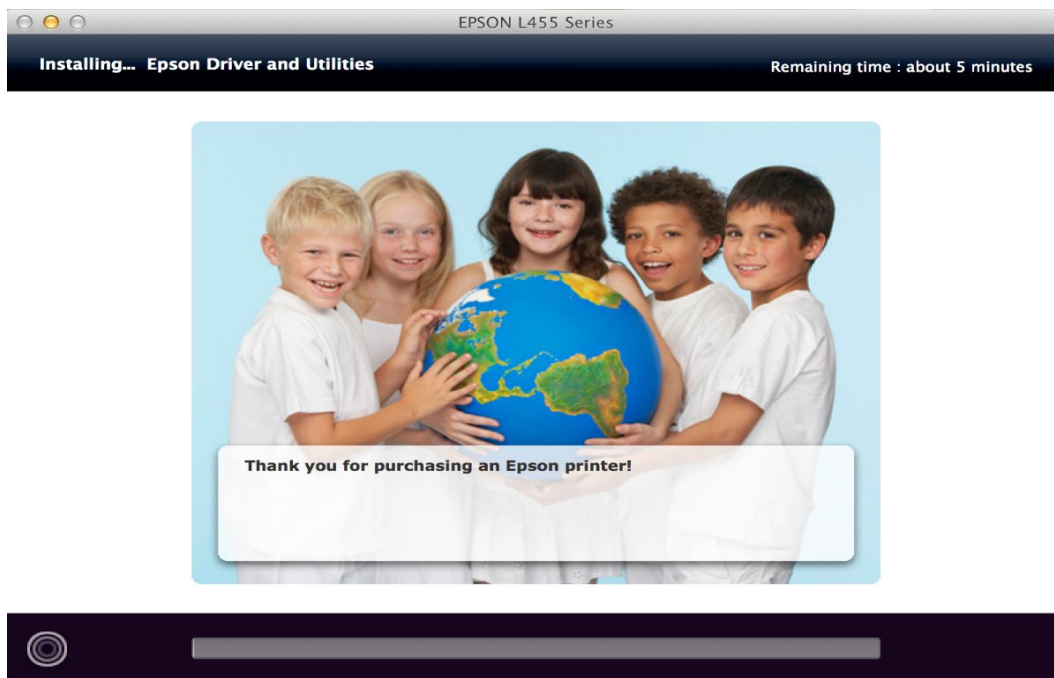 EPSON L455 Series
Installing... Epson Driver and Utilities
Remaining time : about 5 minutes
Thank you for purchasing an Epson printer!